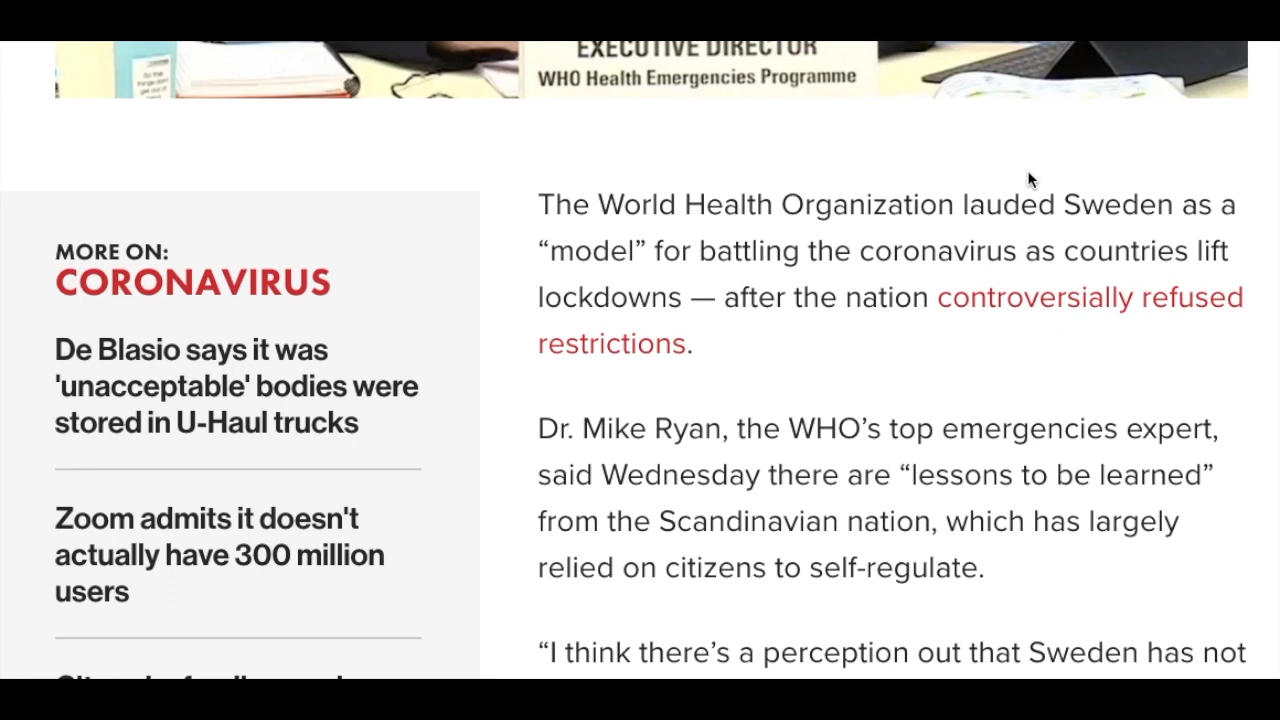 EXECUTIVE DIRECTOR
WHO Health Emergencies Programme
MORE ON:
CORONAVIRUS
De Blasio says it was
'unacceptable' bodies were
stored in U-Haul trucks
Zoom admits it doesn't
actually have 300 million
users
The World Health Organization lauded Sweden as a
“model” for battling the coronavirus as countries lift
lockdowns — after the nation controversially refused
restrictions.
Dr. Mike Ryan, the WHO’s top emergencies expert,
said Wednesday there are “lessons to be learned”
from the Scandinavian nation, which has largely
relied on citizens to self-regulate.
“I think there’s a perception out that Sweden has not